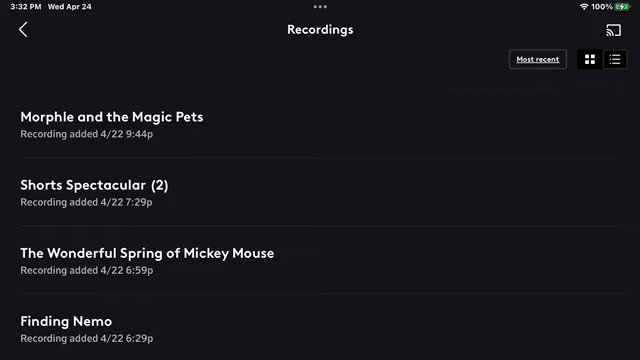 3:32 PM Wed Apr 24
100%
Recordings
Most recent
Morphle and the Magic Pets
Recording added 4/22 9:44p
Shorts Spectacular (2)
Recording added 4/22 7:29p
The Wonderful Spring of Mickey Mouse
Recording added 4/22 6:59p
Finding Nemo
Recording added 4/22 6:29p